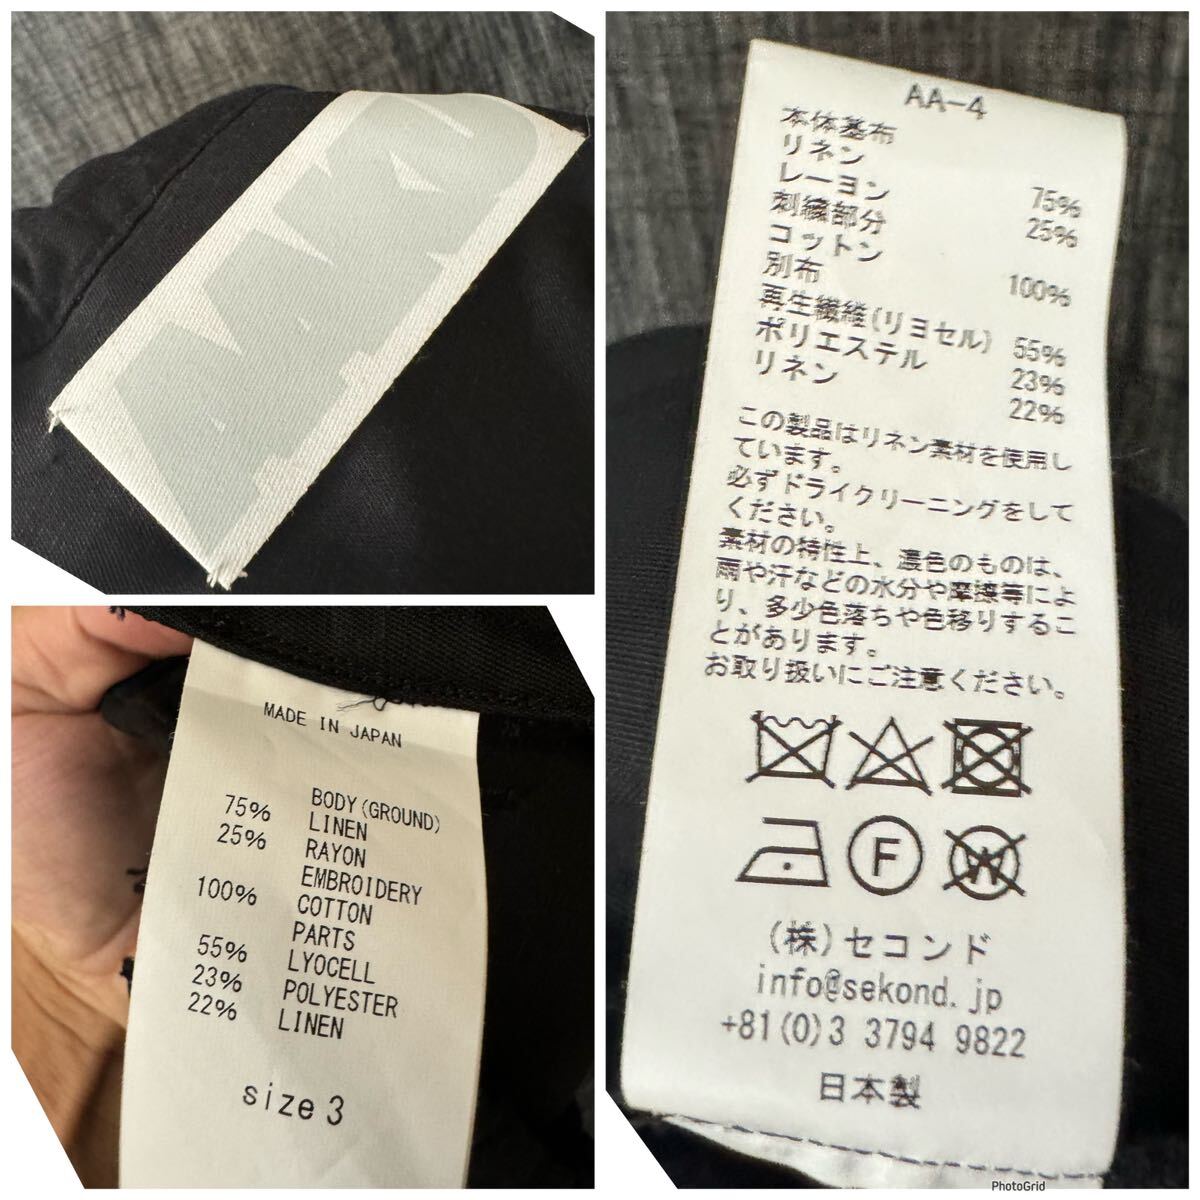 MADE IN JAPAN
BODY(GROUND)
75% LINEN
25% RAYON
EMBROIDERY
100% COTTON
PARTS
55% LYOCELL
23% POLYESTER
22% LINEN
size 3
AA-4
本体基布
リネン 75%
レーヨン 25%
刺繍部分
コットン 100%
別布
再生繊維(リヨセル) 55%
ポリエステル 23%
リネン 22%
この製品はリネン素材を使用し
ています。
必ずドライクリーニングをして
ください。
素材の特性上、濃色のものは、
雨や汗などの水分や摩擦等によ
り、多少色落ちや色移りするこ
とがあります。
お取り扱いにご注意ください。
F
W
(株)セコンド
info@sekond.jp
+81(0)3 3794 9822
日本製
PhotoGrid